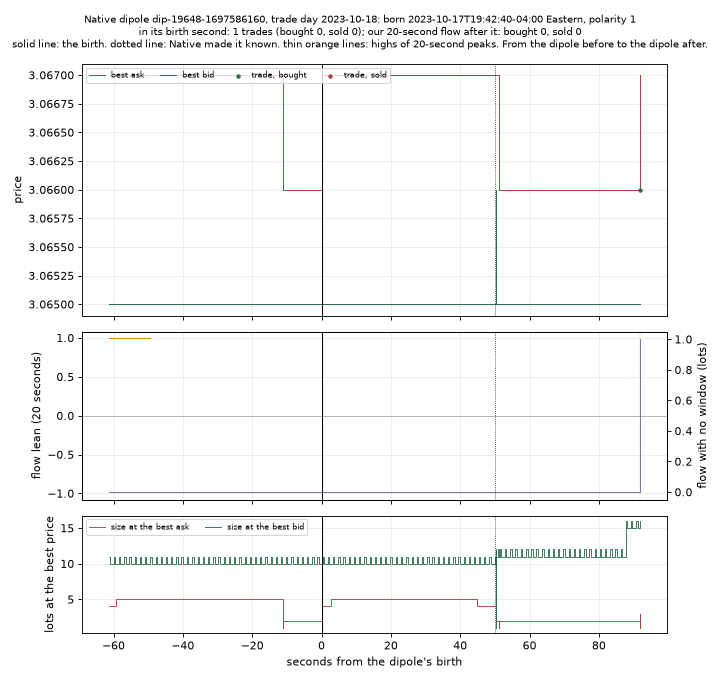 Native dipole dip-19648-1697586160, trade day 2023-10-18: born 2023-10-17T19:42:40-04:00 Eastern, polarity 1
in its birth second: 1 trades (bought 0, sold 0); our 20-second flow after it: bought 0, sold 0
solid line: the birth. dotted line: Native made it known. thin orange lines: highs of 20-second peaks. From the dipole before to the dipole after.
best ask best bid trade, bought trade, sold
3.06700
3.06675
3.06650
3.06625
3.06600
3.06575
3.06550
3.06525
3.06500
price
1.0
0.5
0.0
−0.5
−1.0
flow lean (20 seconds)
1.0
0.8
0.6
0.4
0.2
0.0
flow with no window (lots)
size at the best ask size at the best bid
15
10
5
lots at the best price
−60 −40 −20 0 20 40 60 80
seconds from the dipole's birth